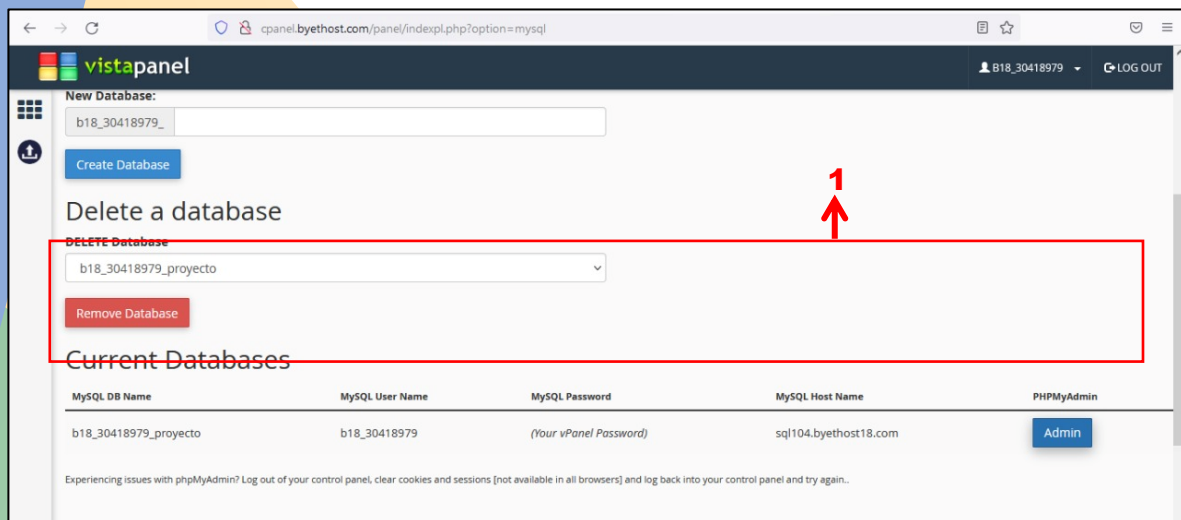 cpanel.byethost.com/panel/indexpl.php?option=mysql
vistapanel
B18_30418979
LOG OUT
New Database:
b18_30418979_
Create Database
1
Delete a database
DELETE Database
b18_30418979_proyecto
Remove Database
Current Databases
MySQL DB Name MySQL User Name MySQL Password MySQL Host Name PHPMyAdmin
b18_30418979_proyecto b18_30418979 (Your vPanel Password) sql104.byethost18.com Admin
Experiencing issues with phpMyAdmin? Log out of your control panel, clear cookies and sessions [not available in all browsers] and log back into your control panel and try again..